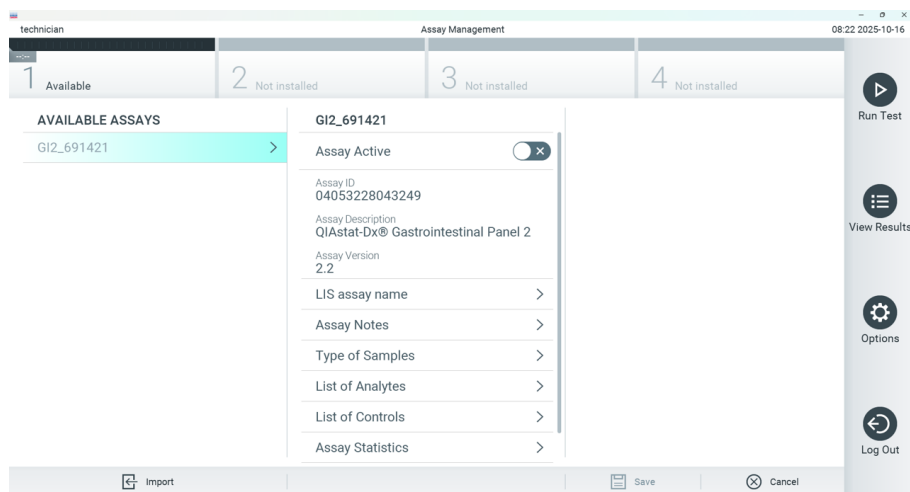 technician
Assay Management
08:22 2025-10-16
--:--
1 Available
2 Not installed
3 Not installed
4 Not installed
AVAILABLE ASSAYS
GI2_691421
GI2_691421
Assay Active
Assay ID
04053228043249
Assay Description
QIAstat-Dx® Gastrointestinal Panel 2
Assay Version
2.2
LIS assay name
Assay Notes
Type of Samples
List of Analytes
List of Controls
Assay Statistics
Run Test
View Results
Options
Log Out
Import
Save
Cancel